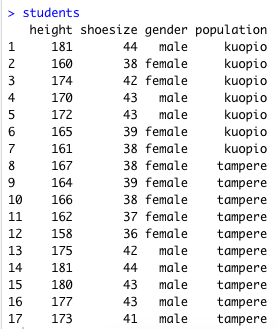 > students
height shoesize gender population
1 181 44 male kuopio
2 160 38 female kuopio
3 174 42 female kuopio
4 170 43 male kuopio
5 172 43 male kuopio
6 165 39 female kuopio
7 161 38 female kuopio
8 167 38 female tampere
9 164 39 female tampere
10 166 38 female tampere
11 162 37 female tampere
12 158 36 female tampere
13 175 42 male tampere
14 181 44 male tampere
15 180 43 male tampere
16 177 43 male tampere
17 173 41 male tampere